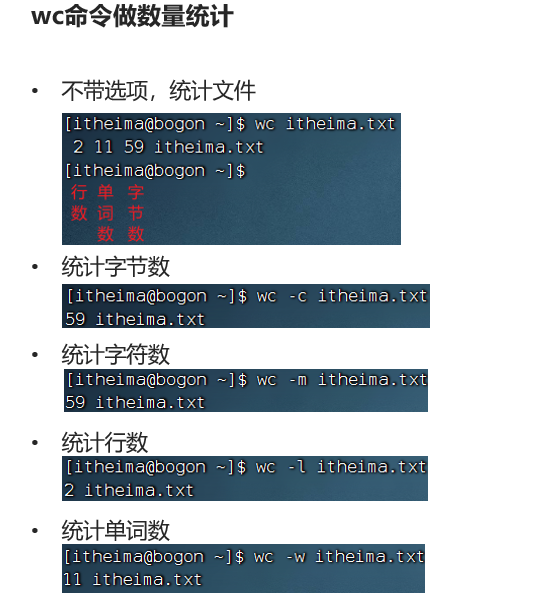 wc命令做数量统计
• 不带选项，统计文件
[itheima@bogon ~]$ wc itheima.txt
2 11 59 itheima.txt
[itheima@bogon ~]$
行数 单词数 字节数
• 统计字节数
[itheima@bogon ~]$ wc -c itheima.txt
59 itheima.txt
• 统计字符数
[itheima@bogon ~]$ wc -m itheima.txt
59 itheima.txt
• 统计行数
[itheima@bogon ~]$ wc -l itheima.txt
2 itheima.txt
• 统计单词数
[itheima@bogon ~]$ wc -w itheima.txt
11 itheima.txt